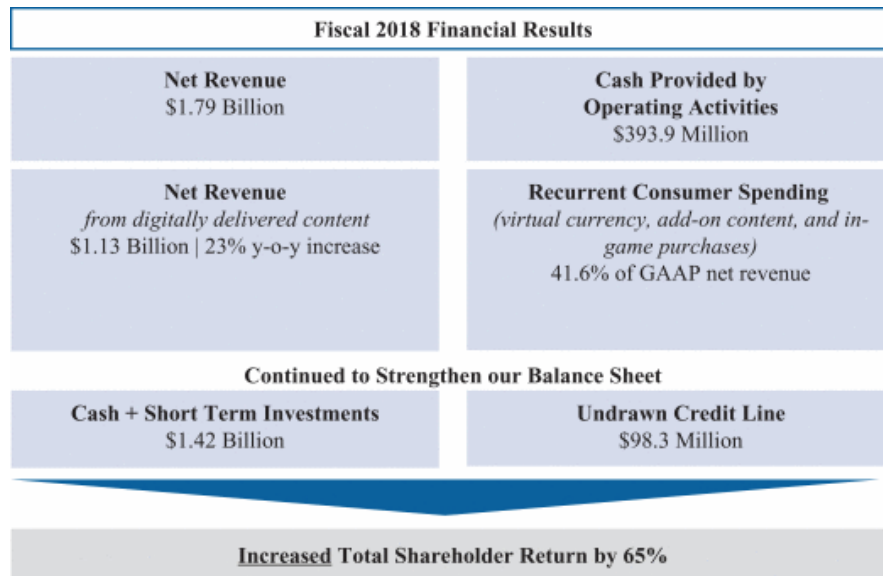 Fiscal 2018 Financial Results
Net Revenue
$1.79 Billion
Cash Provided by
Operating Activities
$393.9 Million
Net Revenue
from digitally delivered content
$1.13 Billion | 23% y-o-y increase
Recurrent Consumer Spending
(virtual currency, add-on content, and in-
game purchases)
41.6% of GAAP net revenue
Continued to Strengthen our Balance Sheet
Cash + Short Term Investments
$1.42 Billion
Undrawn Credit Line
$98.3 Million
Increased Total Shareholder Return by 65%